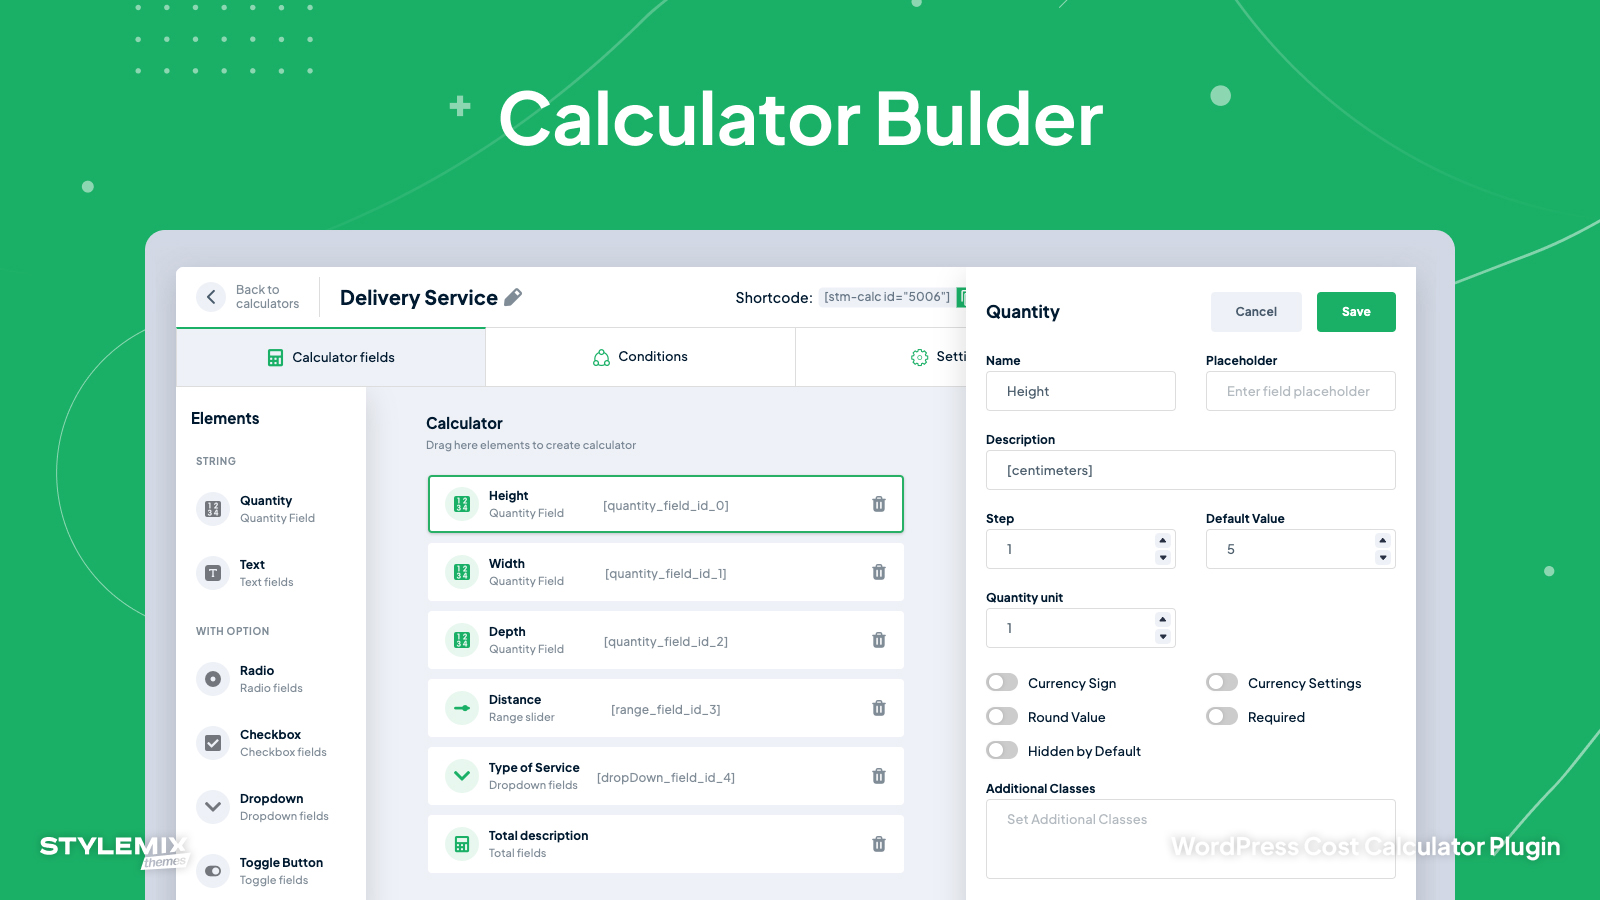 Calculator Bulder
Back to
calculators
Delivery Service
Shortcode: [stm-calc id="5006"]
Calculator fields
Conditions
Setti
Elements
STRING
Quantity
Quantity Field
Text
Text fields
WITH OPTION
Radio
Radio fields
Checkbox
Checkbox fields
Dropdown
Dropdown fields
Toggle Button
Toggle fields
Calculator
Drag here elements to create calculator
Height
Quantity Field
[quantity_field_id_0]
Width
Quantity Field
[quantity_field_id_1]
Depth
Quantity Field
[quantity_field_id_2]
Distance
Range slider
[range_field_id_3]
Type of Service
Dropdown fields
[dropDown_field_id_4]
Total description
Total fields
Quantity
Cancel
Save
Name
Placeholder
Height
Enter field placeholder
Description
[centimeters]
Step
Default Value
1
5
Quantity unit
1
Currency Sign
Currency Settings
Round Value
Required
Hidden by Default
Additional Classes
Set Additional Classes
STYLEMIX
themes
WordPress Cost Calculator Plugin